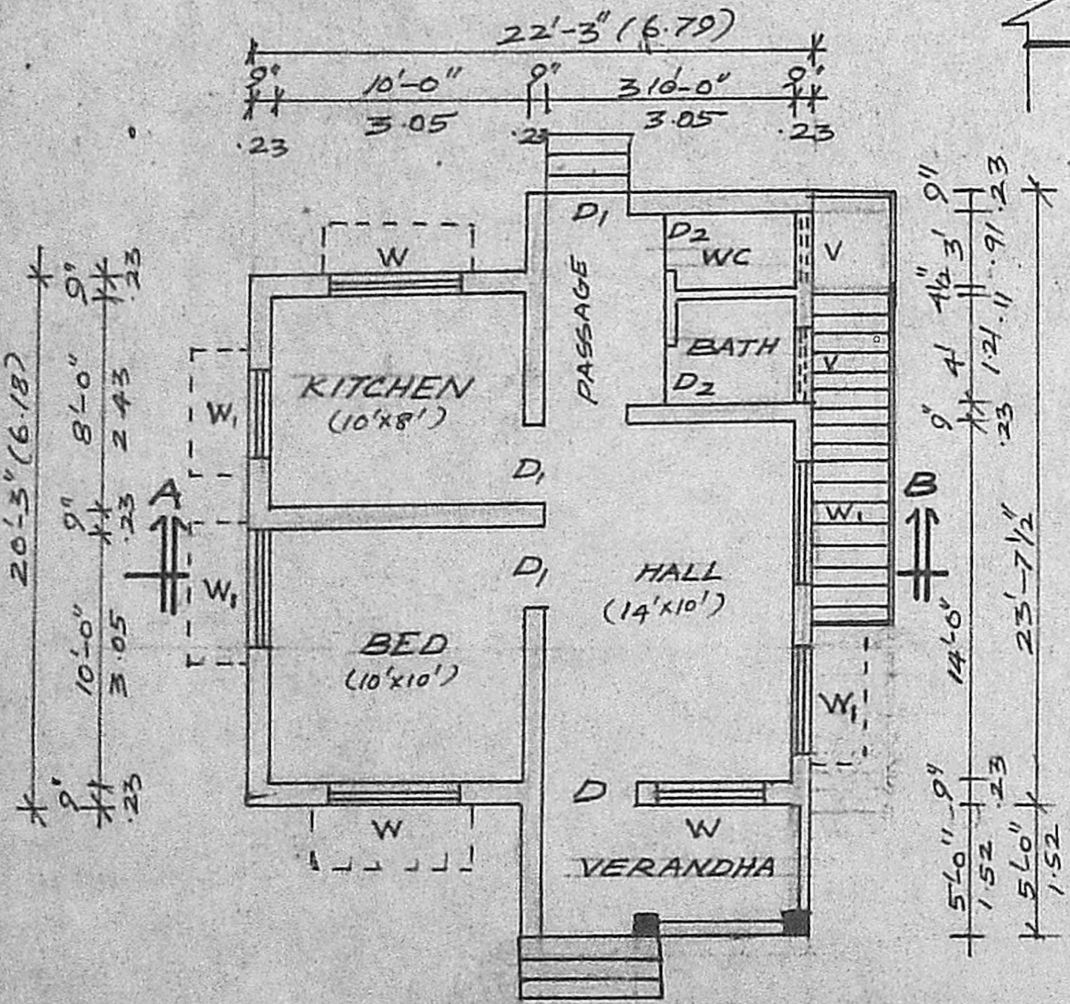 22'-3" (6.79)
9" 10'-0" 9" 310'-0" 9"
.23 3.05 .23 3.05 .23
20'-3" (6.18)
9" 8'-0" 9" 10'-0" 9"
.23 2.43 .23 3.05 .23
W
D1
D2
WC
V
PASSAGE
KITCHEN
(10'x8')
BATH
V
D2
W1
D1
A
B
W1
W1
D1
HALL
(14'x10')
BED
(10'x10')
W1
D
W
W
VERANDHA
9" 3' 4½" 4' 9" 14'-0" 9" 5'-0"
.23 .91 .11 1.21 .23 .23 1.52
23'-7½"
5'-0"
1.52